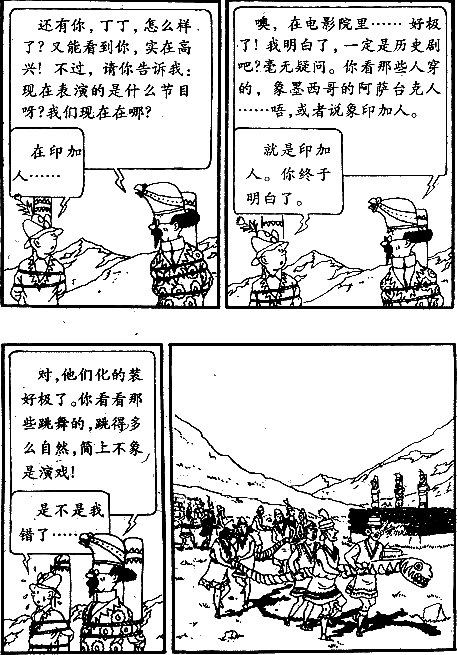 还有你，丁丁，怎么样
了？又能看到你，实在高
兴！不过，请你告诉我：
现在表演的是什么节目
呀？我们现在在哪？
在印加
人……
噢，在电影院里……好极
了！我明白了，一定是历史剧
吧？毫无疑问。你看那些人穿
的，象墨西哥的阿萨台克人
……唔，或者说象印加人。
就是印加
人。你终于
明白了。
对，他们化的装
好极了。你看看那
些跳舞的，跳得多
么自然，简上不象
是演戏！
是不是我
错了……